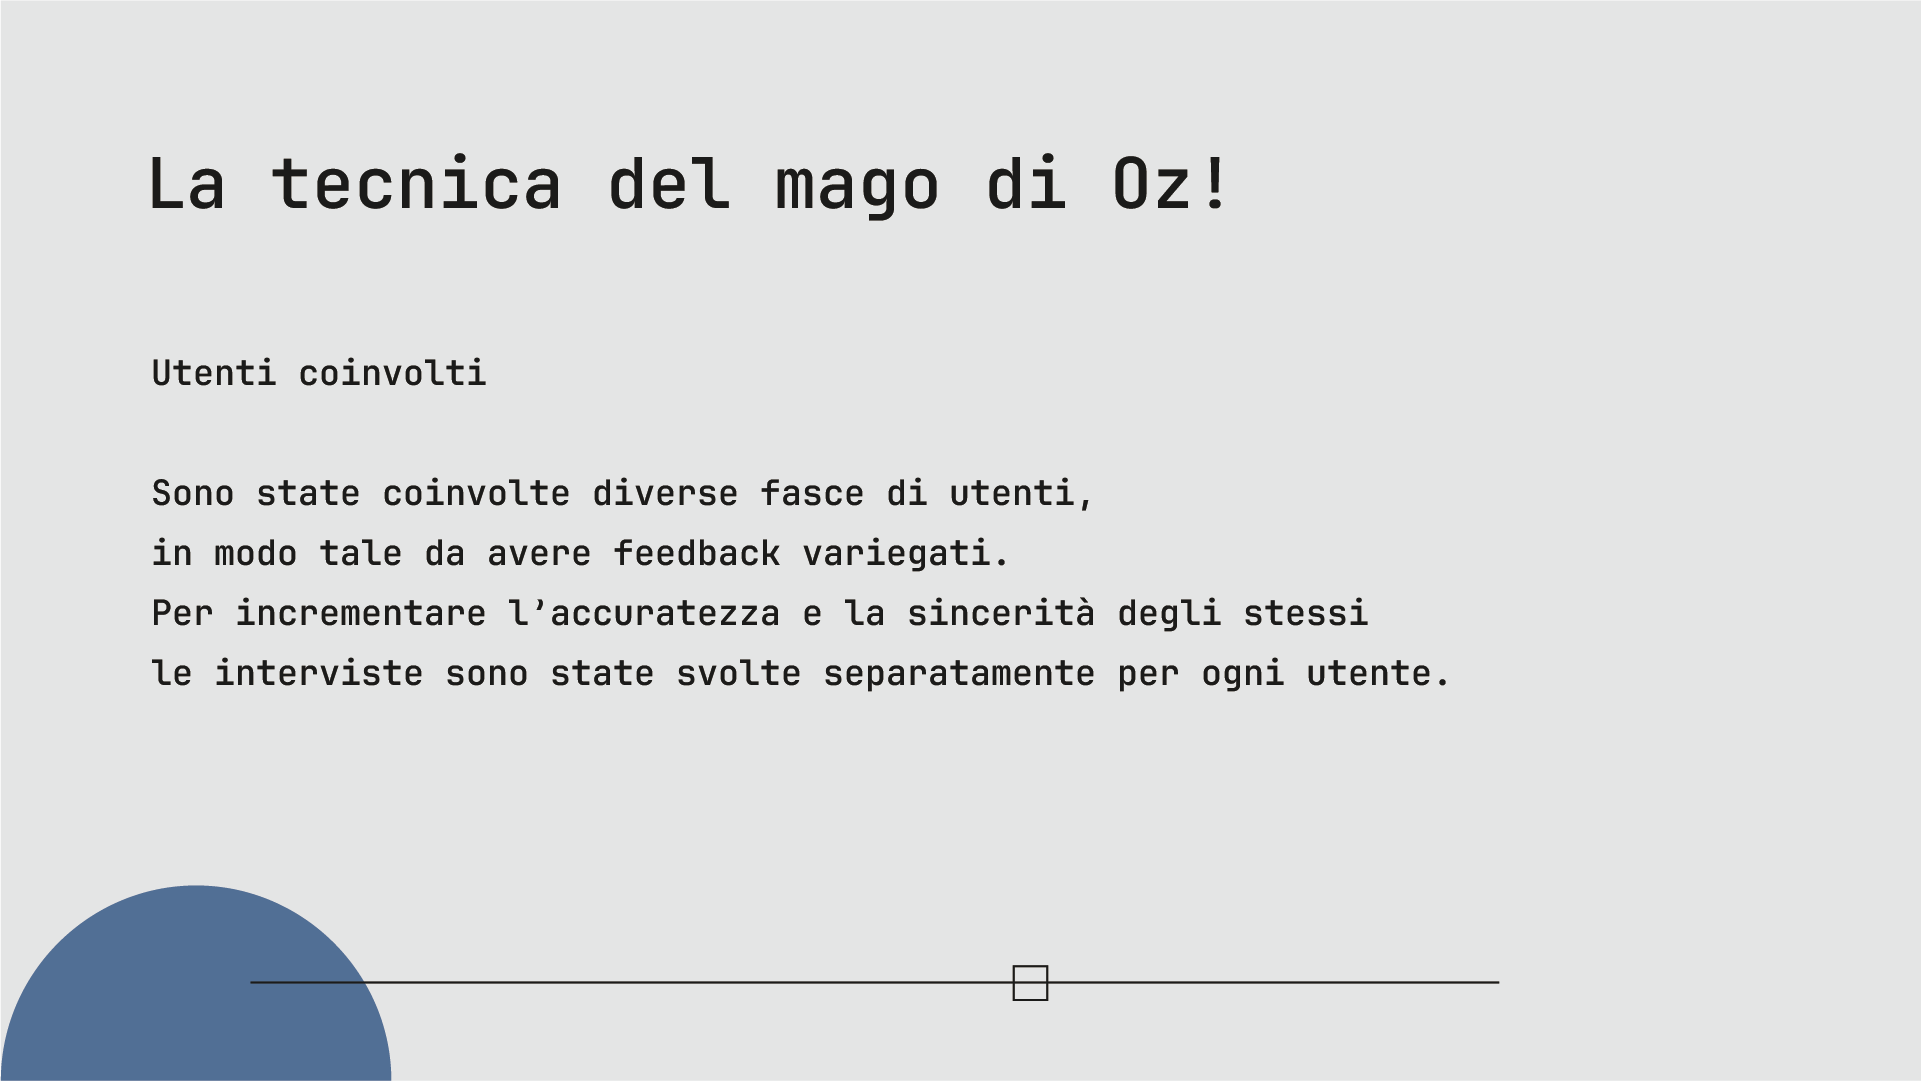 La tecnica del mago di Oz!
Utenti coinvolti
Sono state coinvolte diverse fasce di utenti,
in modo tale da avere feedback variegati.
Per incrementare l’accuratezza e la sincerità degli stessi
le interviste sono state svolte separatamente per ogni utente.